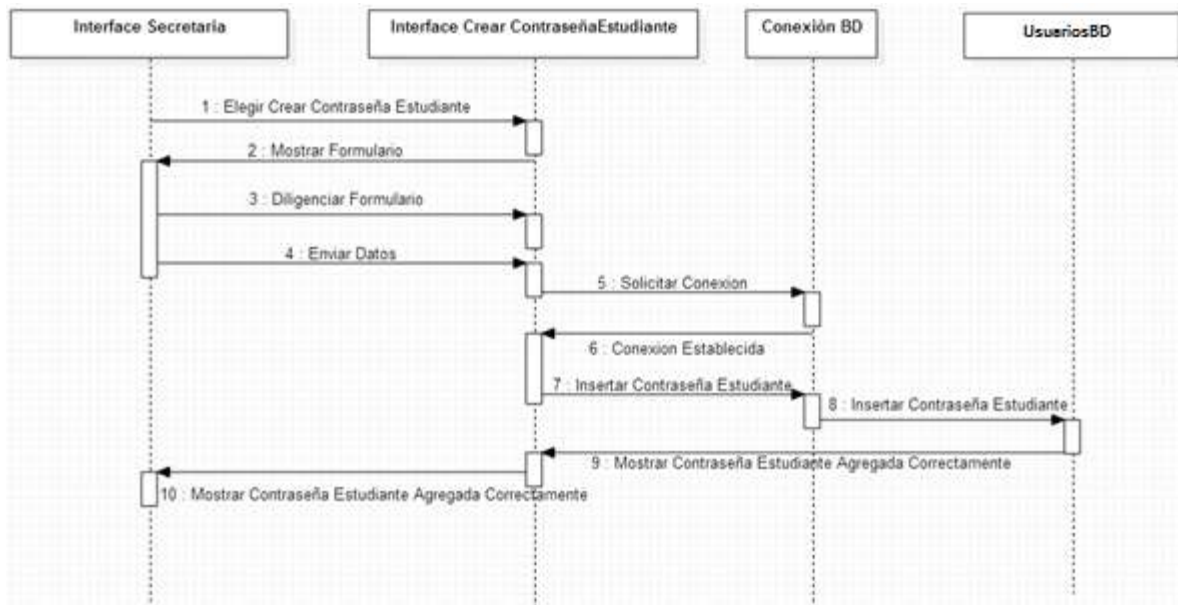 Interface Secretaria
Interface Crear ContraseñaEstudiante
Conexión BD
UsuariosBD
1 : Elegir Crear Contraseña Estudiante
2 : Mostrar Formulario
3 : Diligenciar Formulario
4 : Enviar Datos
5 : Solicitar Conexion
6 : Conexion Establecida
7 : Insertar Contraseña Estudiante
8 : Insertar Contraseña Estudiante
9 : Mostrar Contraseña Estudiante Agregada Correctamente
10 : Mostrar Contraseña Estudiante Agregada Correctamente